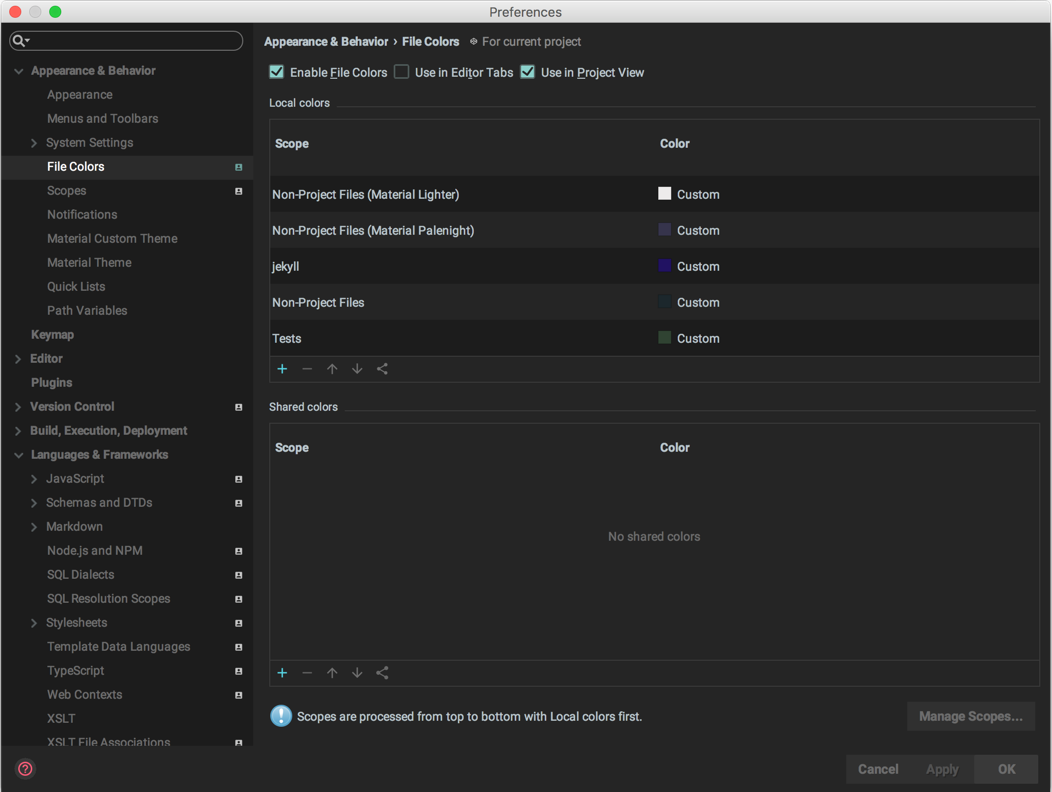 Preferences
Appearance & Behavior › File Colors For current project
Appearance & Behavior
Appearance
Menus and Toolbars
System Settings
File Colors
Scopes
Notifications
Material Custom Theme
Material Theme
Quick Lists
Path Variables
Keymap
Editor
Plugins
Version Control
Build, Execution, Deployment
Languages & Frameworks
JavaScript
Schemas and DTDs
Markdown
Node.js and NPM
SQL Dialects
SQL Resolution Scopes
Stylesheets
Template Data Languages
TypeScript
Web Contexts
XSLT
XSLT File Associations
Enable File Colors Use in Editor Tabs Use in Project View
Local colors
Scope Color
Non-Project Files (Material Lighter) Custom
Non-Project Files (Material Palenight) Custom
jekyll Custom
Non-Project Files Custom
Tests Custom
Shared colors
Scope Color
No shared colors
Scopes are processed from top to bottom with Local colors first.
Manage Scopes...
Cancel Apply OK